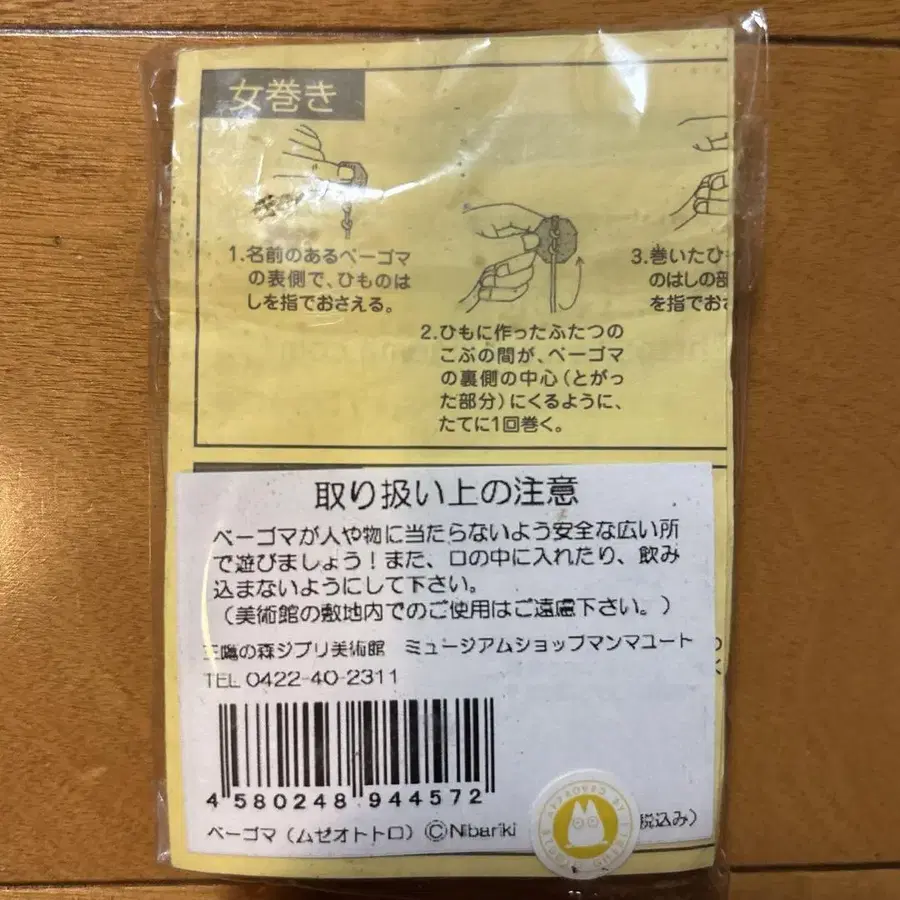 女巻き
1.名前のあるベーゴマ
の表側で、ひものは
しを指でおさえる。
2.ひもに作ったふたつの
こぶの間が、ベーゴマ
の裏側の中心(とがっ
た部分)にくるように、
たてに1回巻く。
3.巻いたひ
のはしの部
を指でお
取り扱い上の注意
ベーゴマが人や物に当たらないよう安全な広い所
で遊びましょう!また、口の中に入れたり、飲み
込まないようにして下さい。
(美術館の敷地内でのご使用はご遠慮下さい。)
三鷹の森ジブリ美術館 ミュージアムショップマンマユート
TEL 0422-40-2311
4 580248 944572
ベーゴマ(ムゼオトトロ) ©Nibariki
税込み)